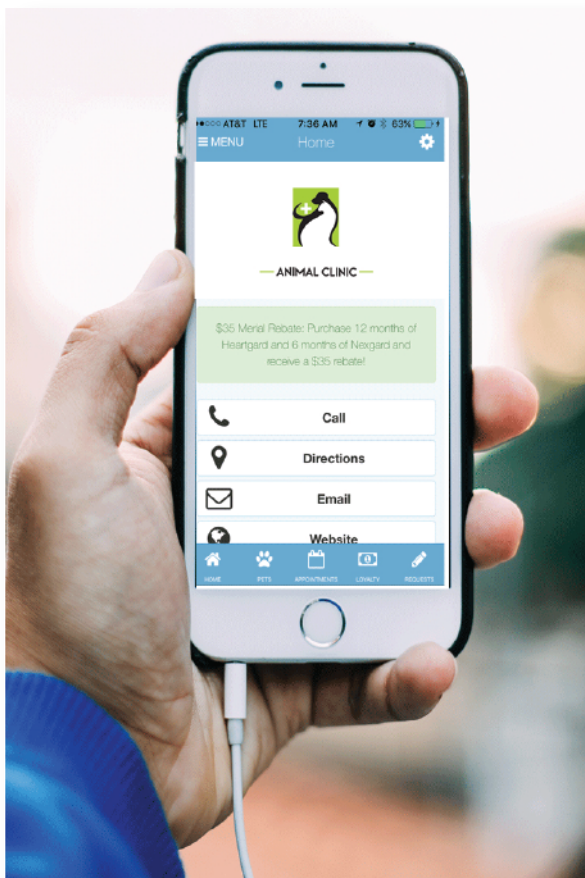 AT&T LTE 7:36 AM 63%
MENU Home
ANIMAL CLINIC
$35 Merial Rebate: Purchase 12 months of
Heartgard and 6 months of Nexgard and
receive a $35 rebate!
Call
Directions
Email
Website
HOME PETS APPOINTMENTS LOYALTY REQUESTS